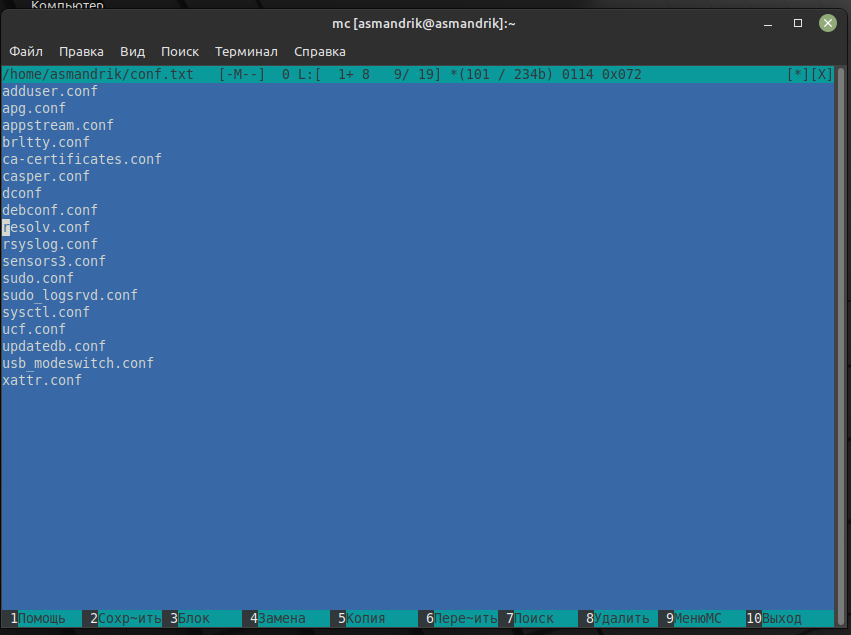 Компьютер
mc [asmandrik@asmandrik]:~
Файл Правка Вид Поиск Терминал Справка
/home/asmandrik/conf.txt [-M--] 0 L:[ 1+ 8 9/ 19] *(101 / 234b) 0114 0x072 [*][X]
adduser.conf
apg.conf
appstream.conf
brltty.conf
ca-certificates.conf
casper.conf
dconf
debconf.conf
resolv.conf
rsyslog.conf
sensors3.conf
sudo.conf
sudo_logsrvd.conf
sysctl.conf
ucf.conf
updatedb.conf
usb_modeswitch.conf
xattr.conf
1Помощь 2Сохр~ить 3Блок 4Замена 5Копия 6Пере~ить 7Поиск 8Удалить 9МенюMC 10Выход